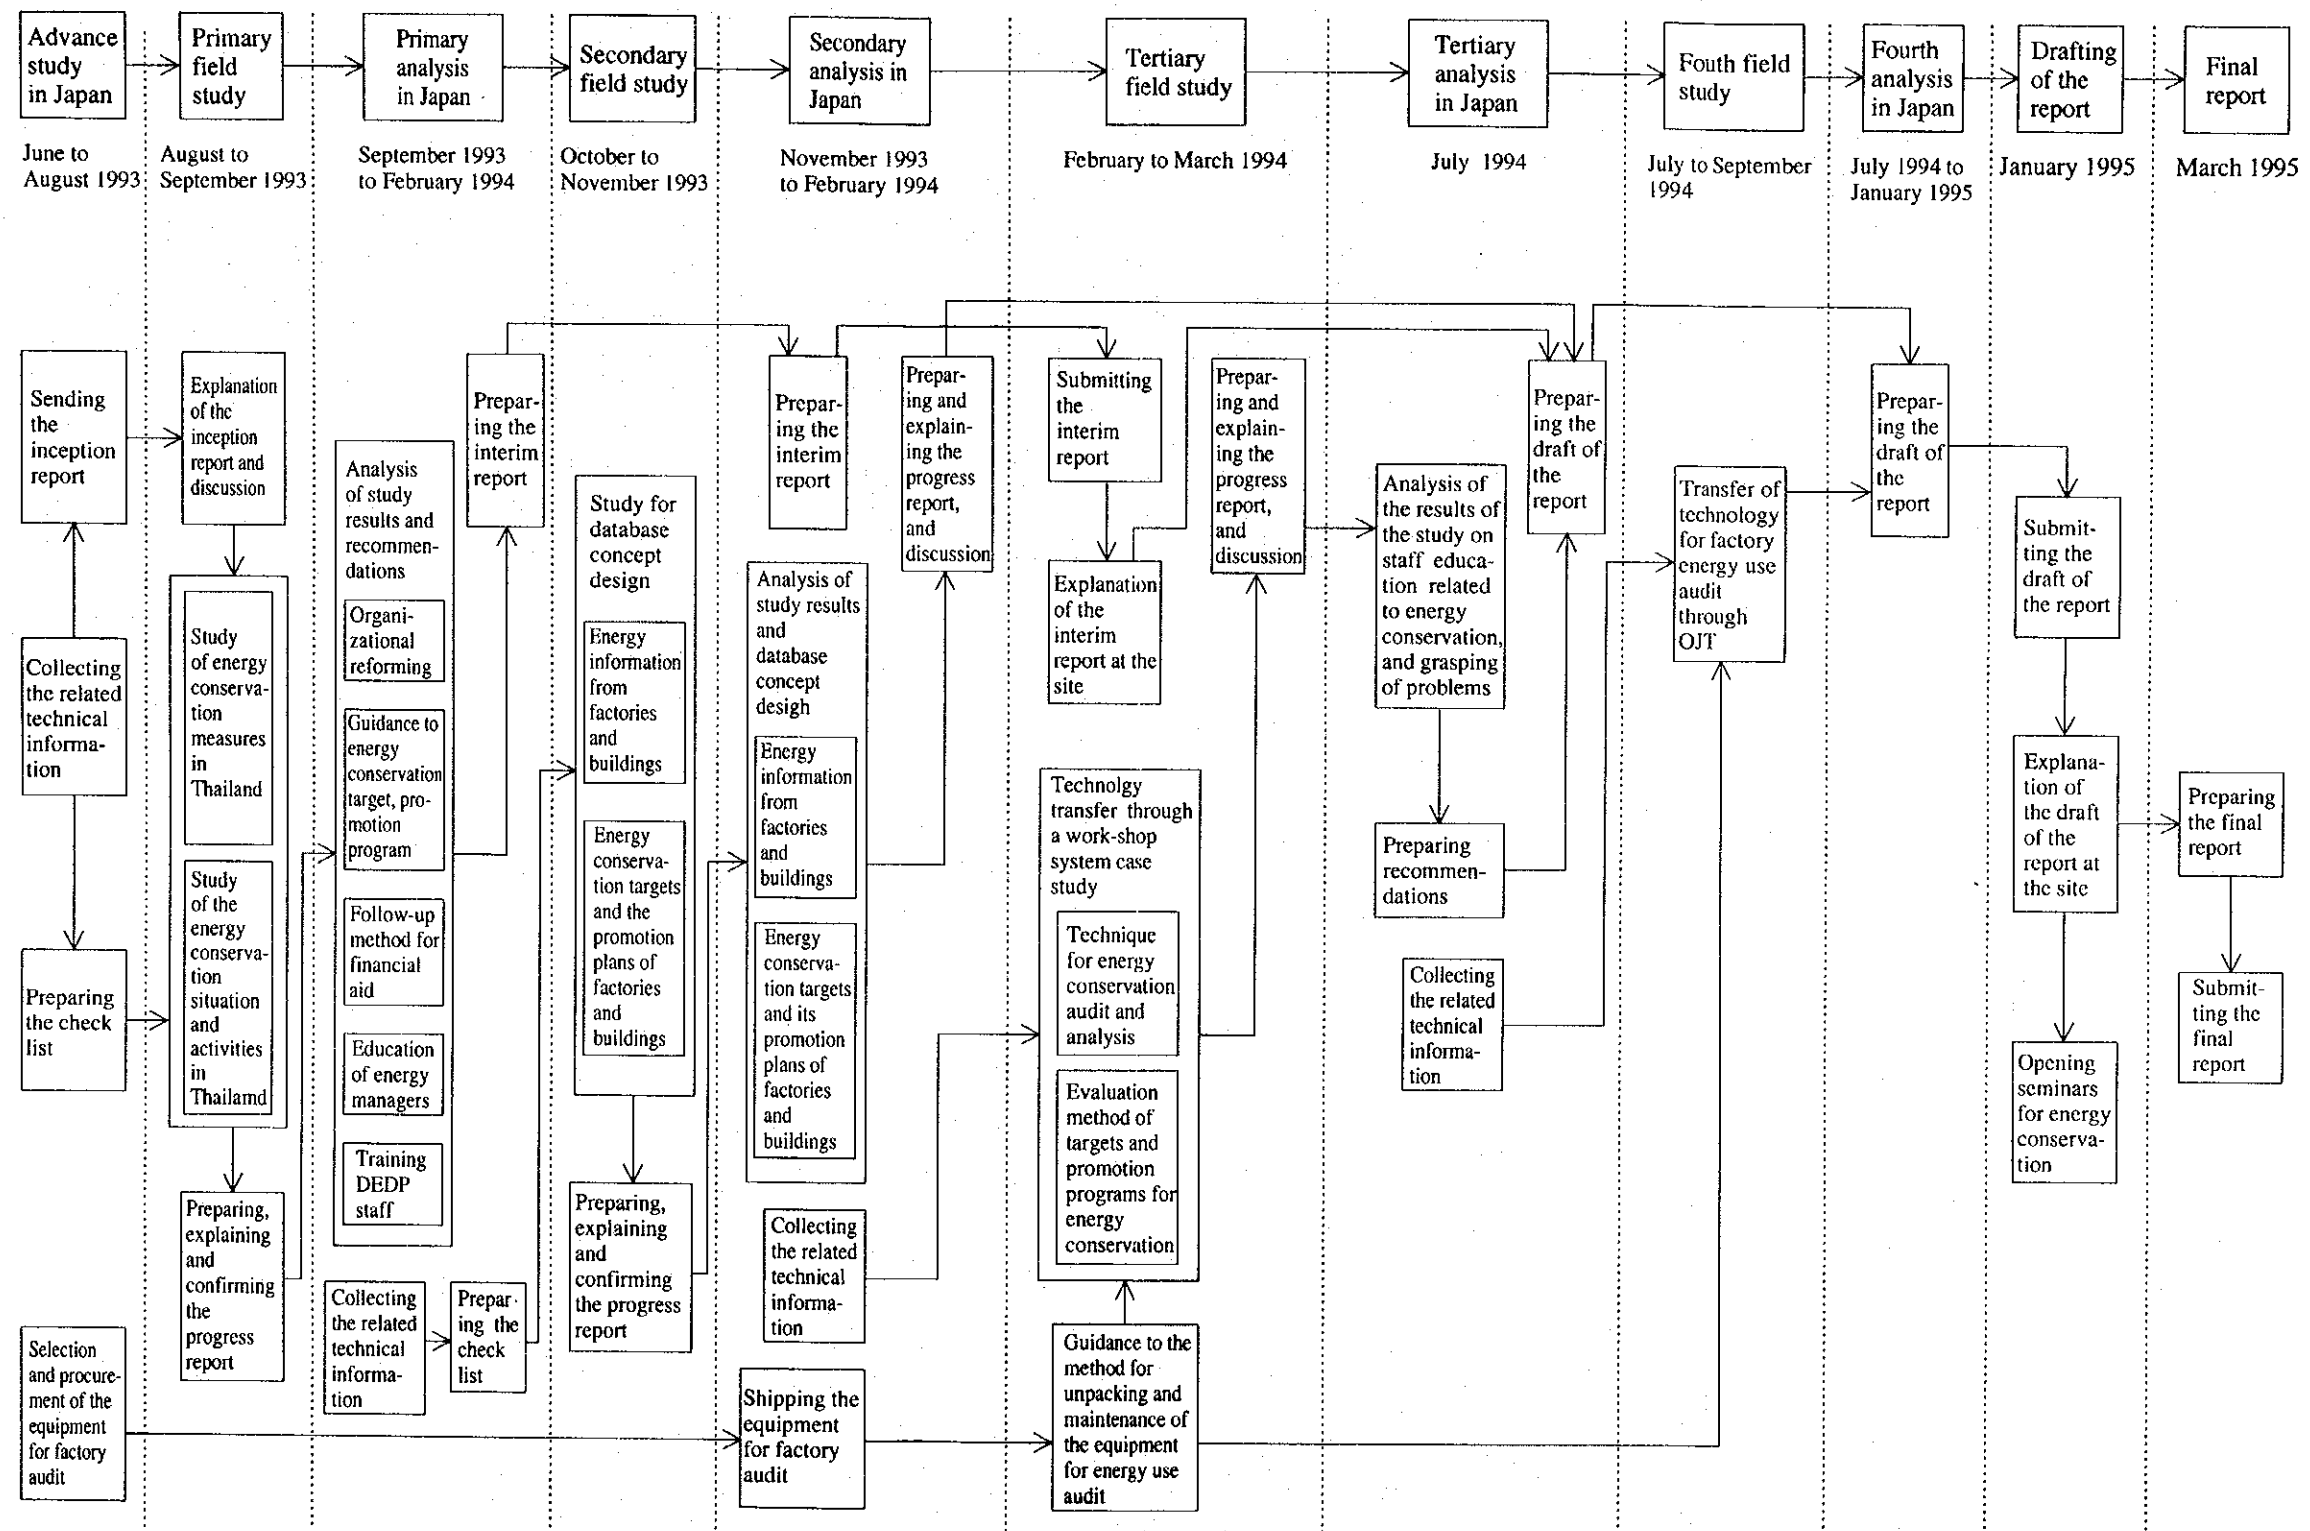 Advance
study
in Japan
Primary
field
study
Primary
analysis
in Japan
Secondary
field study
Secondary
analysis in
Japan
Tertiary
field study
Tertiary
analysis
in Japan
Fouth field
study
Fourth
analysis
in Japan
Drafting
of the
report
Final
report
June to
August 1993
August to
September 1993
September 1993
to February 1994
October to
November 1993
November 1993
to February 1994
February to March 1994
July 1994
July to September
1994
July 1994 to
January 1995
January 1995
March 1995
Sending
the
inception
report
Collecting
the related
technical
informa-
tion
Preparing
the check
list
Selection
and procure-
ment of the
equipment
for factory
audit
Explanation
of the
inception
report and
discussion
Study
of energy
conserva-
tion
measures
in
Thailand
Study
of the
energy
conserva-
tion
situation
and
activities
in
Thailamd
Preparing,
explaining
and
confirming
the
progress
report
Analysis
of study
results and
recommen-
dations
Organi-
zational
reforming
Guidance to
energy
conservation
target, pro-
motion
program
Follow-up
method for
financial
aid
Education
of energy
managers
Training
DEDP
staff
Collecting
the related
technical
informa-
tion
Prepar-
ing the
check
list
Prepar-
ing the
interim
report
Study for
database
concept
design
Energy
information
from
factories
and
buildings
Energy
conserva-
tion targets
and the
promotion
plans of
factories
and
buildings
Preparing,
explaining
and
confirming
the progress
report
Prepar-
ing the
interim
report
Analysis of
study results
and
database
concept
desigh
Energy
information
from
factories
and
buildings
Energy
conserva-
tion targets
and its
promotion
plans of
factories
and
buildings
Collecting
the related
technical
informa-
tion
Shipping the
equipment
for factory
audit
Prepar-
ing and
explain-
ing the
progress
report,
and
discussion
Submitting
the
interim
report
Explanation
of the
interim
report at the
site
Technolgy
transfer through
a work-shop
system case
study
Technique
for energy
conservation
audit and
analysis
Evaluation
method of
targets and
promotion
programs for
energy
conservation
Guidance to the
method for
unpacking and
maintenance of
the equipment
for energy use
audit
Prepar-
ing and
explain-
ing the
progress
report,
and
discussion
Analysis of
the results of
the study on
staff educa-
tion related
to energy
conservation,
and grasping
of problems
Preparing
recommen-
dations
Collecting
the related
technical
informa-
tion
Prepar-
ing the
draft of
the
report
Transfer of
technology
for factory
energy use
audit
through
OJT
Prepar-
ing the
draft of
the
report
Submit-
ting the
draft of
the report
Explana-
tion of
the draft
of the
report at
the site
Opening
seminars
for energy
conserva-
tion
Preparing
the final
report
Submit-
ting the
final
report